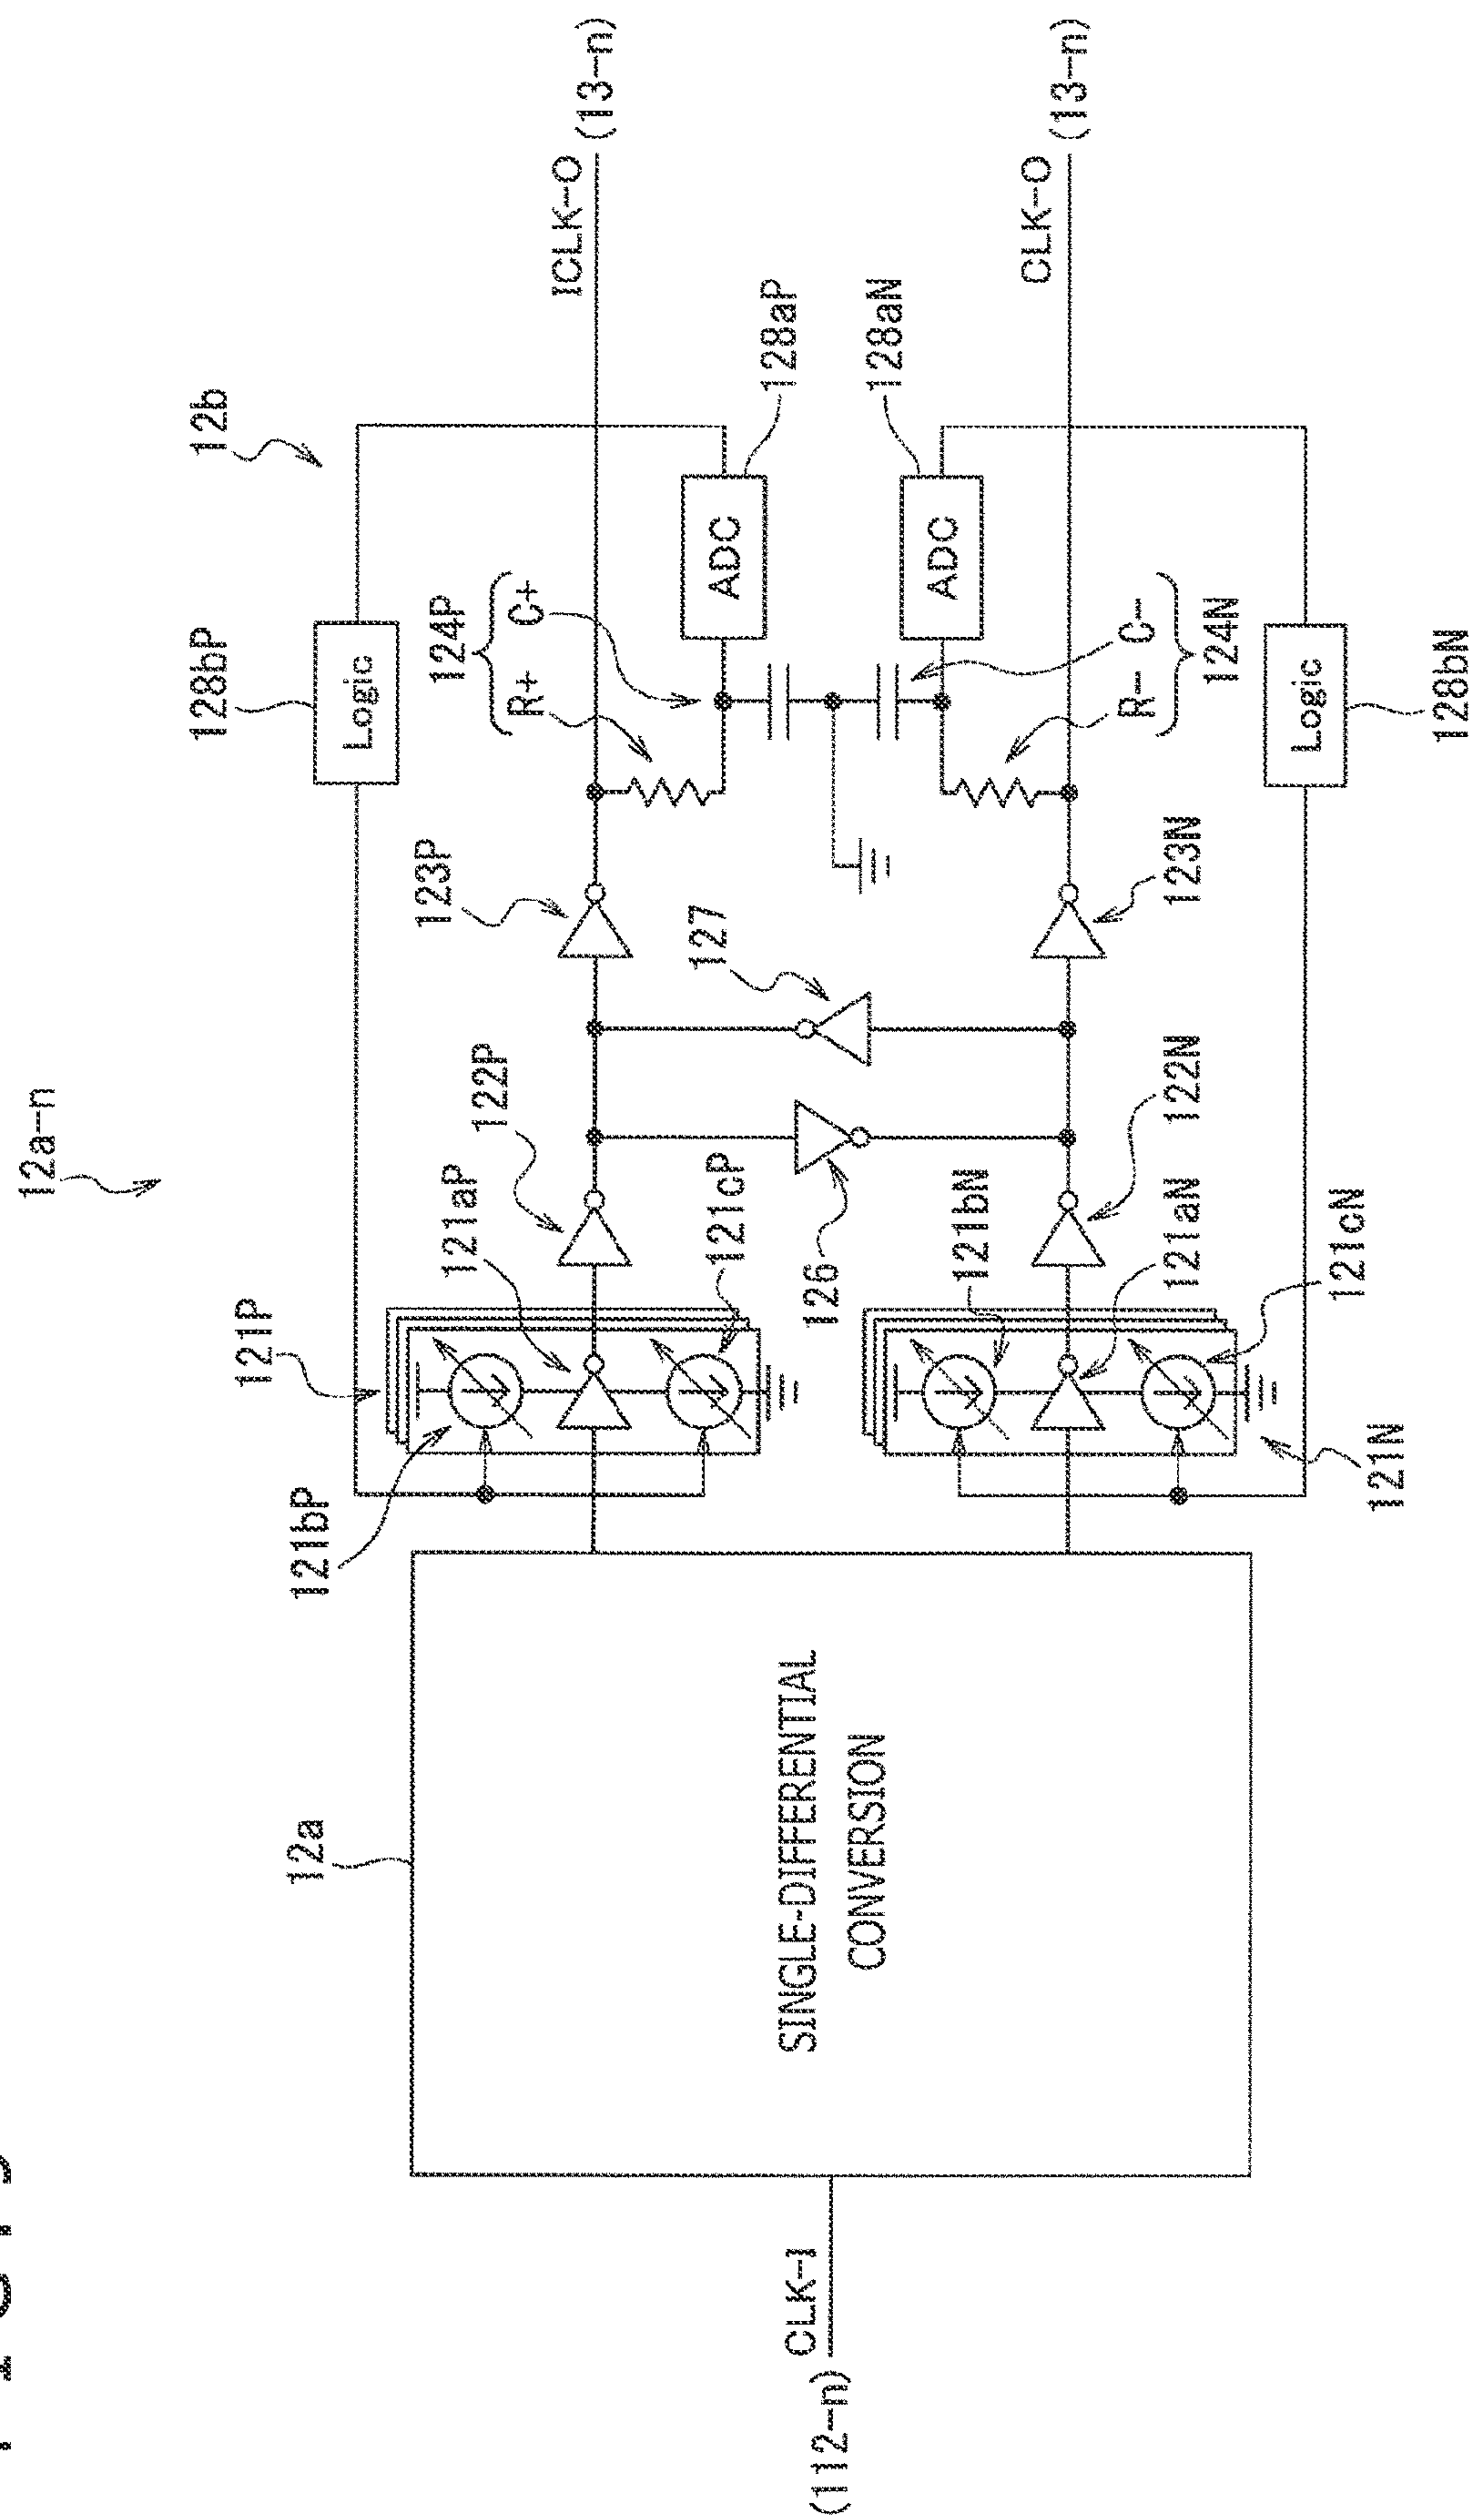 12a-n
12b
128bP
Logic
121P
121bP
121aP
121cP
122P
123P
124P
R+ C+
ICLK-O
(13-n)
127
126
ADC
128aP
128aN
ADC
12a
SINGLE-DIFFERENTIAL
CONVERSION
CLK-I
(112-n)
121bN
121aN
121cN
121N
122N
123N
R- C-
124N
CLK-O
(13-n)
Logic
128bN